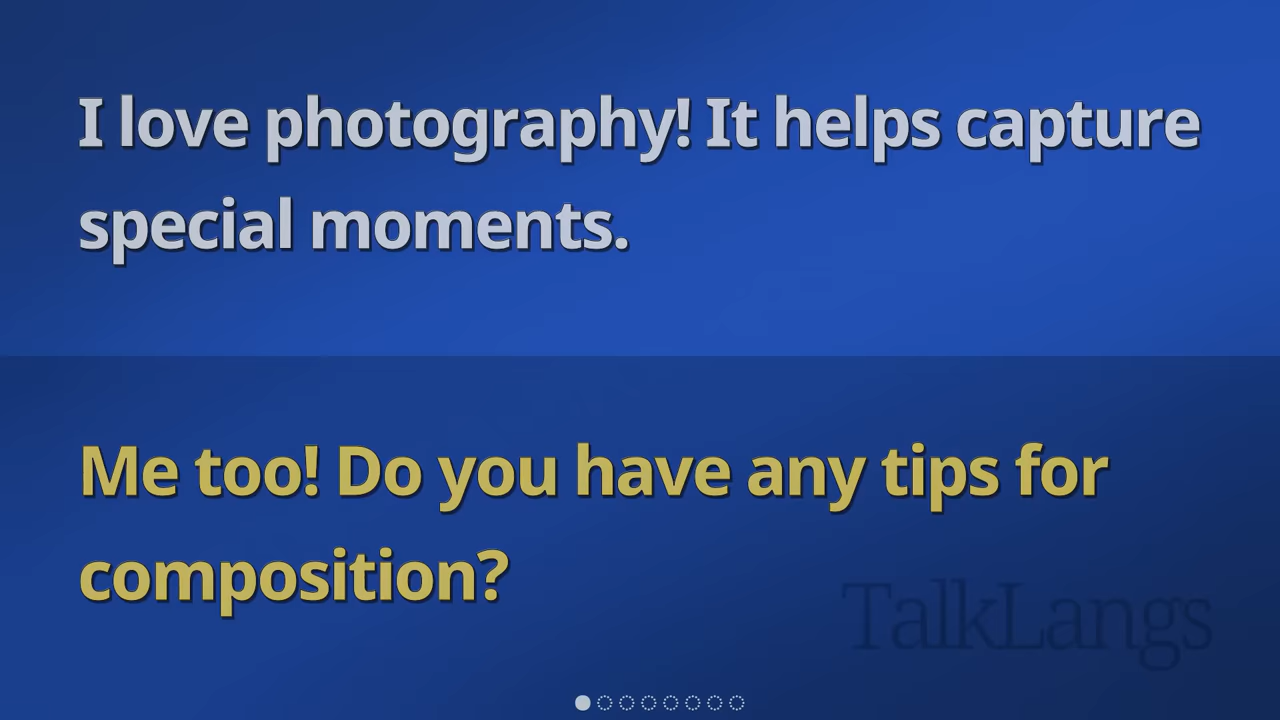 I love photography! It helps capture
special moments.
Me too! Do you have any tips for
composition?
TalkLangs